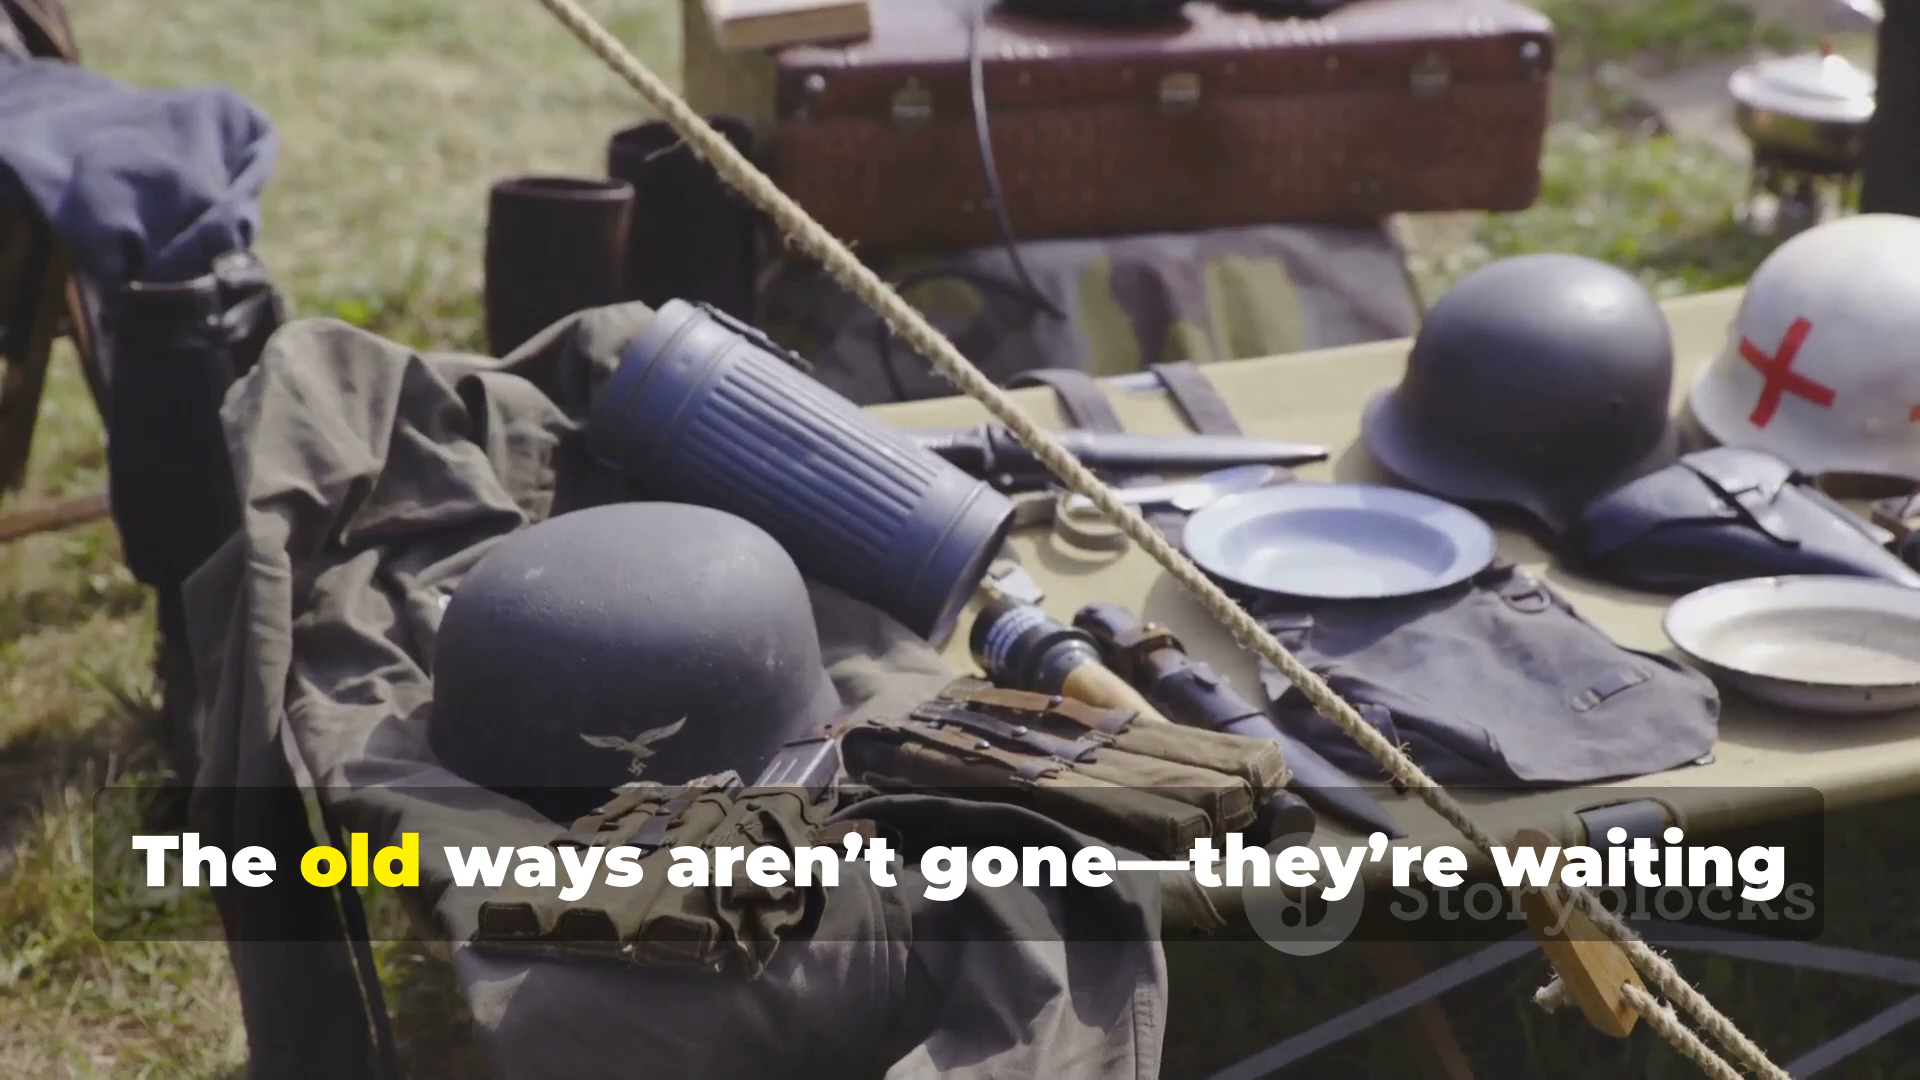 The old ways aren’t gone—they’re waiting
Storyblocks